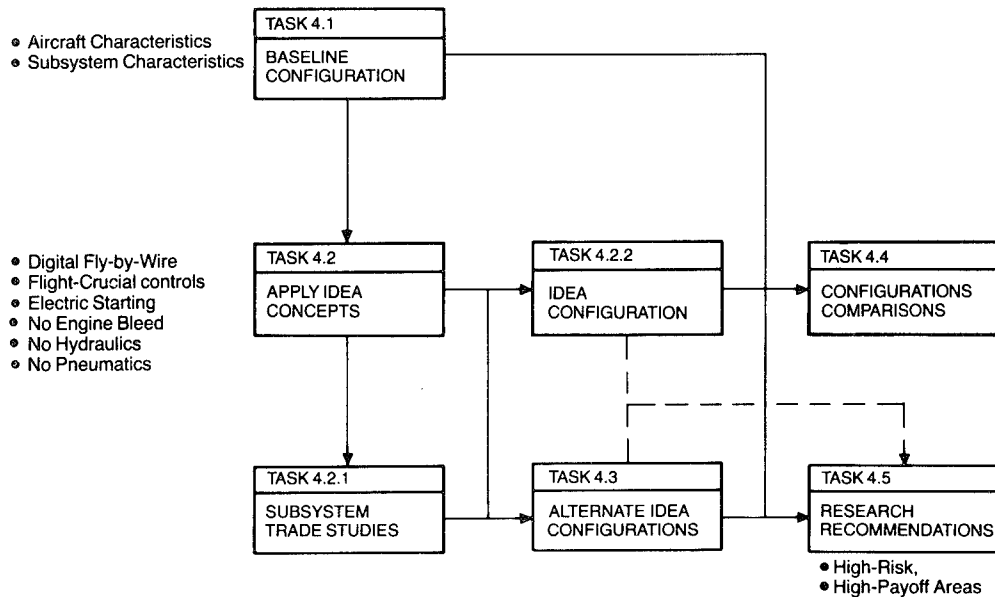 TASK 4.1
BASELINE
CONFIGURATION
• Aircraft Characteristics
• Subsystem Characteristics
• Digital Fly-by-Wire
• Flight-Crucial controls
• Electric Starting
• No Engine Bleed
• No Hydraulics
• No Pneumatics
TASK 4.2
APPLY IDEA
CONCEPTS
TASK 4.2.2
IDEA
CONFIGURATION
TASK 4.4
CONFIGURATIONS
COMPARISONS
TASK 4.2.1
SUBSYSTEM
TRADE STUDIES
TASK 4.3
ALTERNATE IDEA
CONFIGURATIONS
TASK 4.5
RESEARCH
RECOMMENDATIONS
• High-Risk,
• High-Payoff Areas